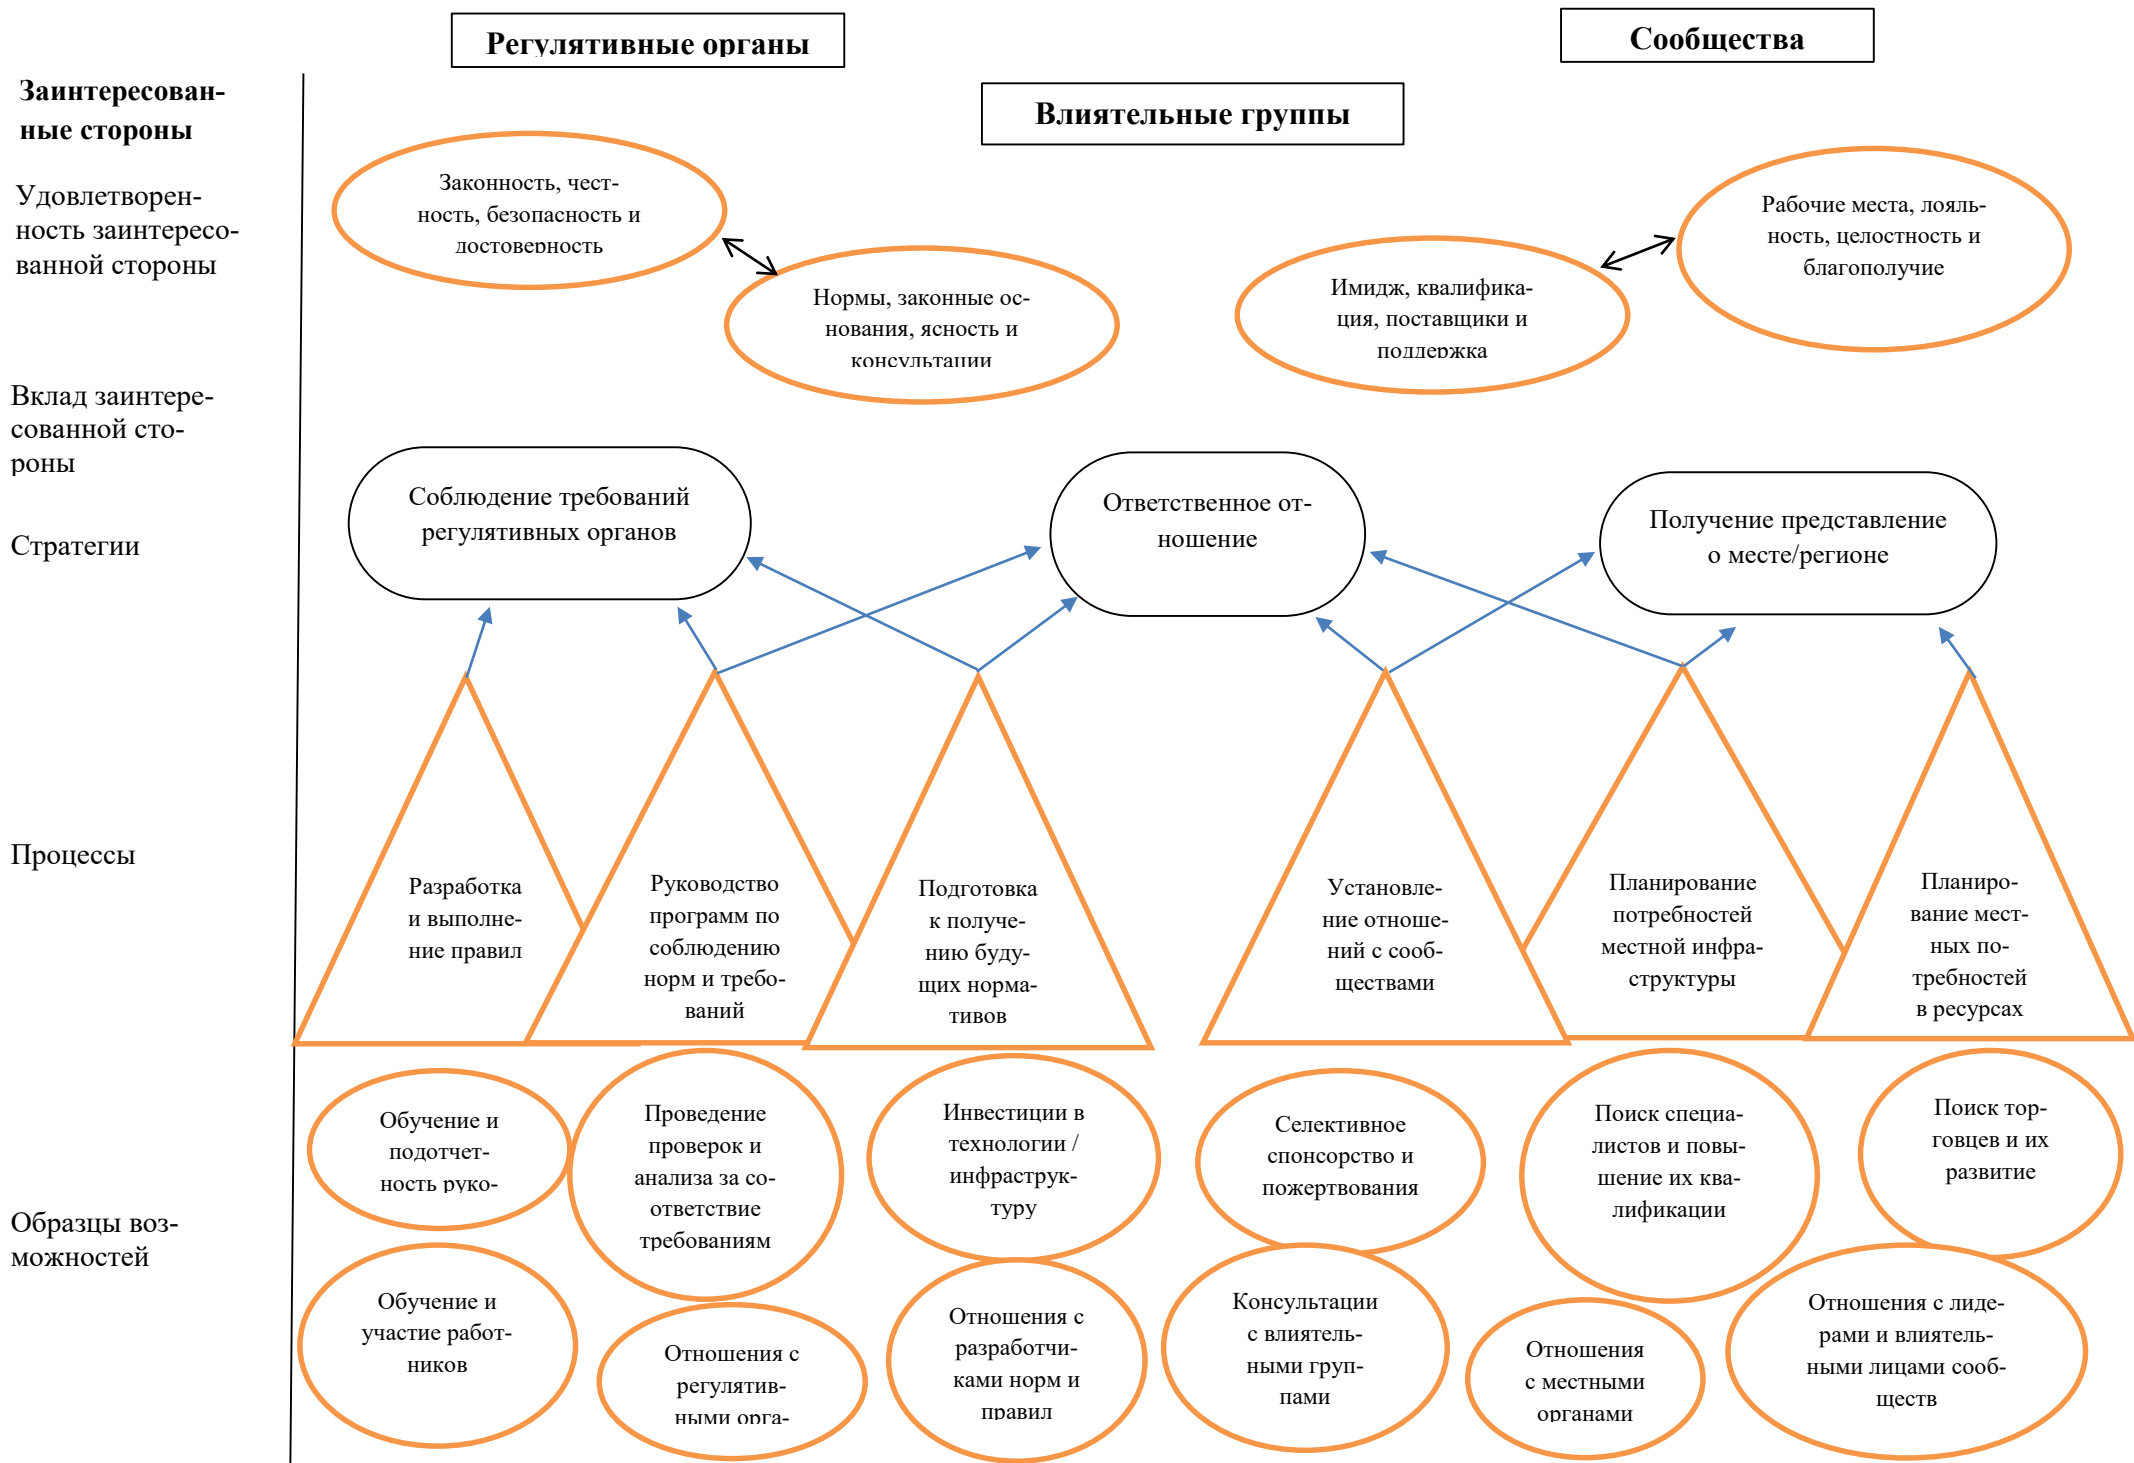 Регулятивные органы
Сообщества
Влиятельные группы
Заинтересован-
ные стороны
Удовлетворен-
ность заинтересо-
ванной стороны
Законность, чест-
ность, безопасность и
достоверность
Нормы, законные ос-
нования, ясность и
консультации
Имидж, квалифика-
ция, поставщики и
поддержка
Рабочие места, лояль-
ность, целостность и
благополучие
Вклад заинтере-
сованной сто-
роны
Стратегии
Соблюдение требований
регулятивных органов
Ответственное от-
ношение
Получение представление
о месте/регионе
Процессы
Разработка
и выполне-
ние правил
Руководство
программ по
соблюдению
норм и требо-
ваний
Подготовка
к получе-
нию буду-
щих норма-
тивов
Установле-
ние отноше-
ний с сооб-
ществами
Планирование
потребностей
местной инфра-
структуры
Планиро-
вание мест-
ных по-
требностей
в ресурсах
Образцы воз-
можностей
Обучение и
подотчет-
ность руко-
Проведение
проверок и
анализа за со-
ответствие
требованиям
Инвестиции в
технологии /
инфраструк-
туру
Селективное
спонсорство и
пожертвования
Поиск специа-
листов и повы-
шение их ква-
лификации
Поиск тор-
говцев и их
развитие
Обучение и
участие работ-
ников
Отношения с
регулятив-
ными орга-
Отношения с
разработчи-
ками норм и
правил
Консультации
с влиятель-
ными груп-
пами
Отношения
с местными
органами
Отношения с лиде-
рами и влиятель-
ными лицами сооб-
ществ